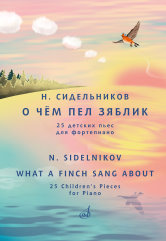 Н. СИДЕЛЬНИКОВ
О ЧЁМ ПЕЛ ЗЯБЛИК
25 детских пьес
для фортепиано
N. SIDELNIKOV
WHAT A FINCH SANG ABOUT
25 Children's Pieces
for Piano